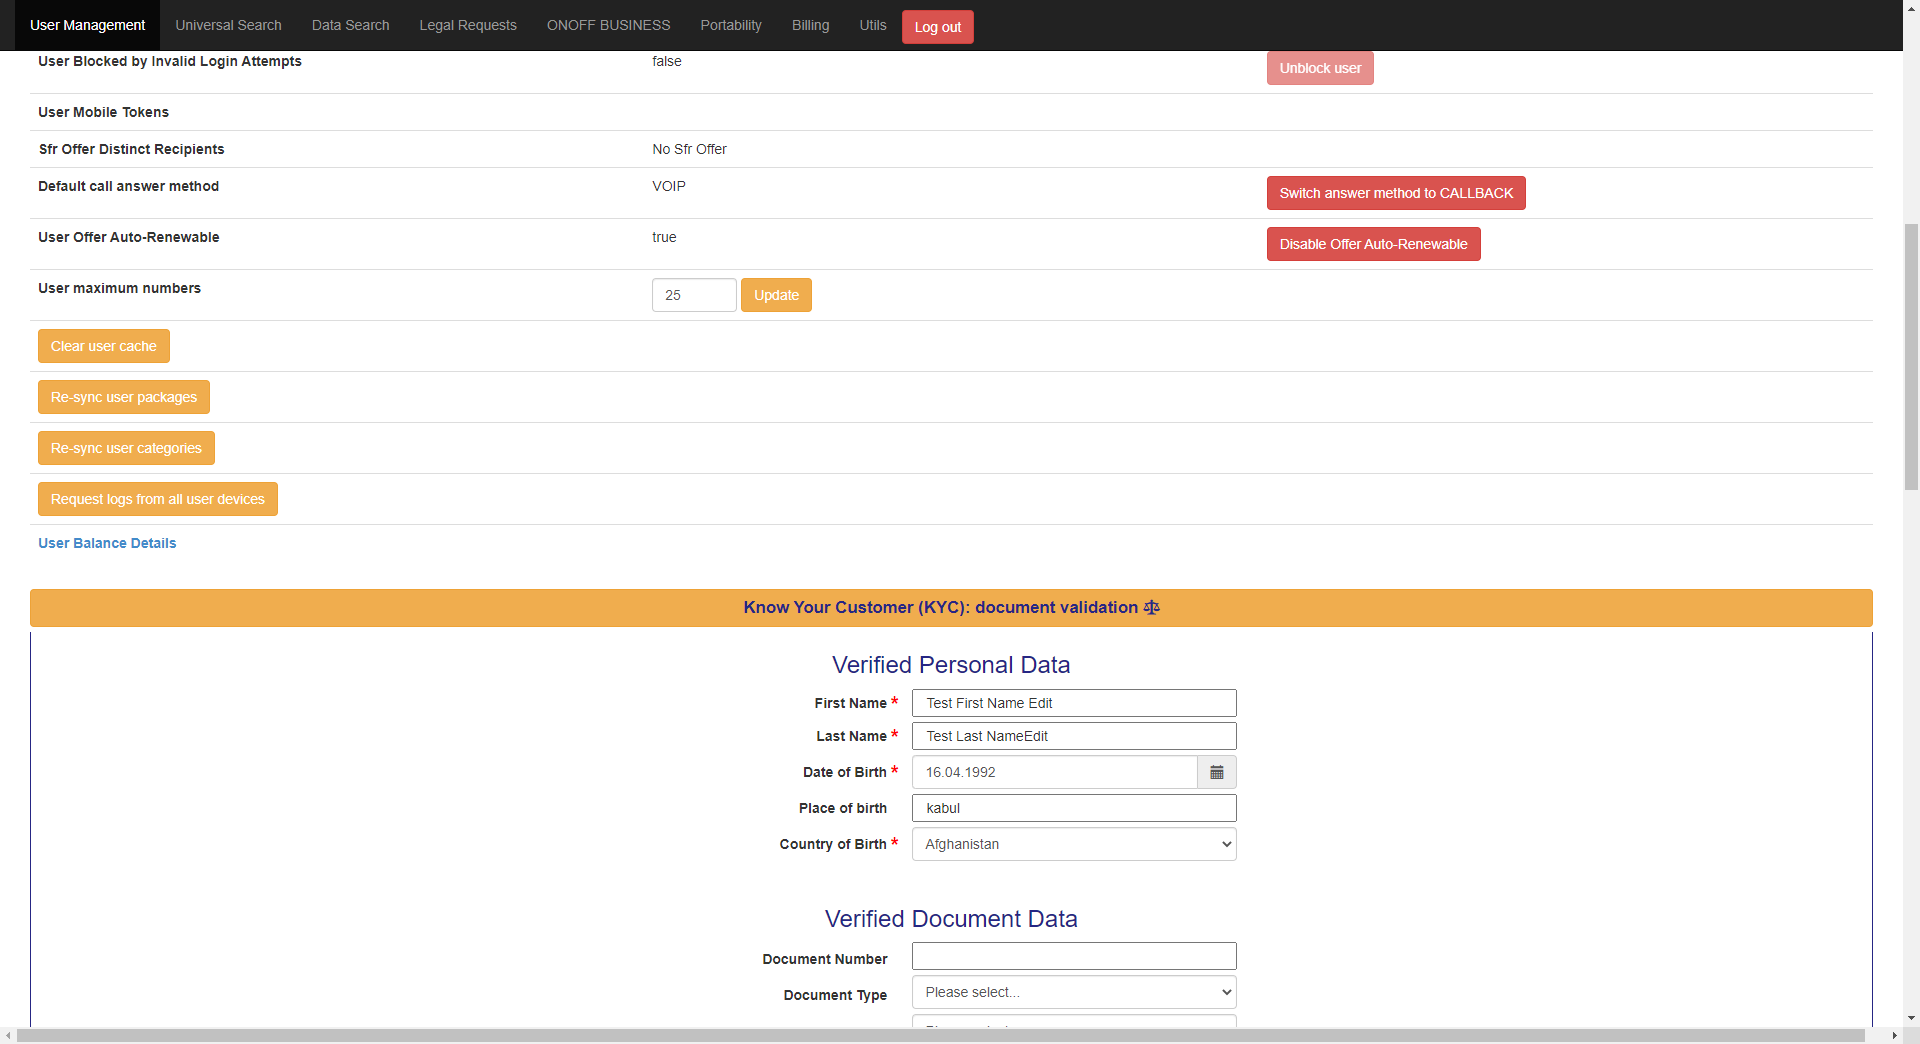 User Management Universal Search Data Search Legal Requests ONOFF BUSINESS Portability Billing Utils Log out
User Blocked by Invalid Login Attempts false Unblock user
User Mobile Tokens
Sfr Offer Distinct Recipients No Sfr Offer
Default call answer method VOIP Switch answer method to CALLBACK
User Offer Auto-Renewable true Disable Offer Auto-Renewable
User maximum numbers 25 Update
Clear user cache
Re-sync user packages
Re-sync user categories
Request logs from all user devices
User Balance Details
Know Your Customer (KYC): document validation
Verified Personal Data
First Name * Test First Name Edit
Last Name * Test Last NameEdit
Date of Birth * 16.04.1992
Place of birth kabul
Country of Birth * Afghanistan
Verified Document Data
Document Number
Document Type Please select...